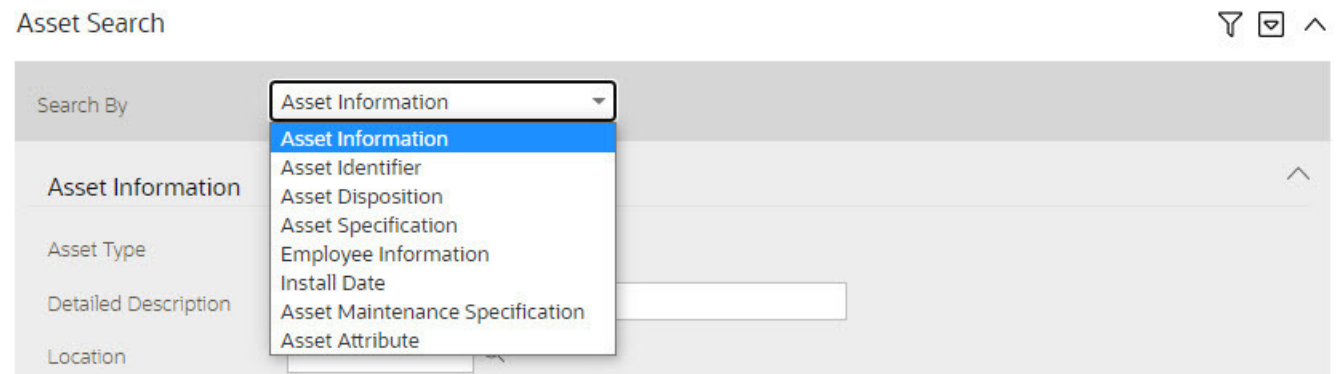 Asset Search
Search By
Asset Information
Asset Information
Asset Identifier
Asset Disposition
Asset Specification
Employee Information
Install Date
Asset Maintenance Specification
Asset Attribute
Asset Information
Asset Type
Detailed Description
Location